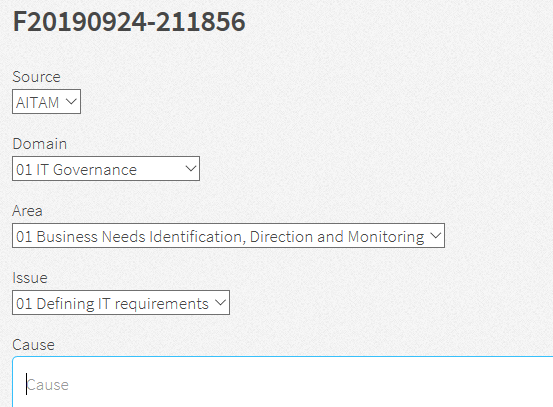 F20190924-211856
Source
AITAM
Domain
01 IT Governance
Area
01 Business Needs Identification, Direction and Monitoring
Issue
01 Defining IT requirements
Cause
Cause